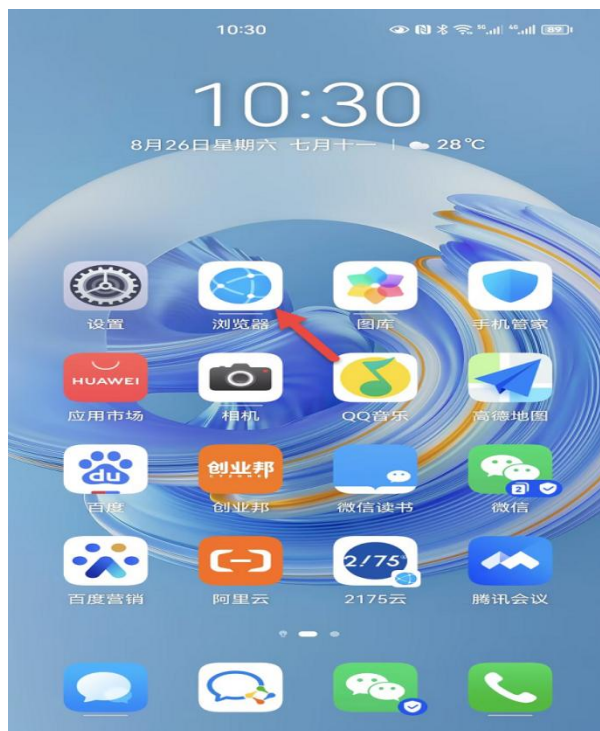 10:30
5G 4G 89
10:30
8月26日星期六 七月十一 | 28℃
设置 浏览器 图库 手机管家
HUAWEI
应用市场 相机 QQ音乐 高德地图
du 创业邦
百度 创业邦 微信读书 微信
2
2/75°
百度营销 阿里云 2175云 腾讯会议